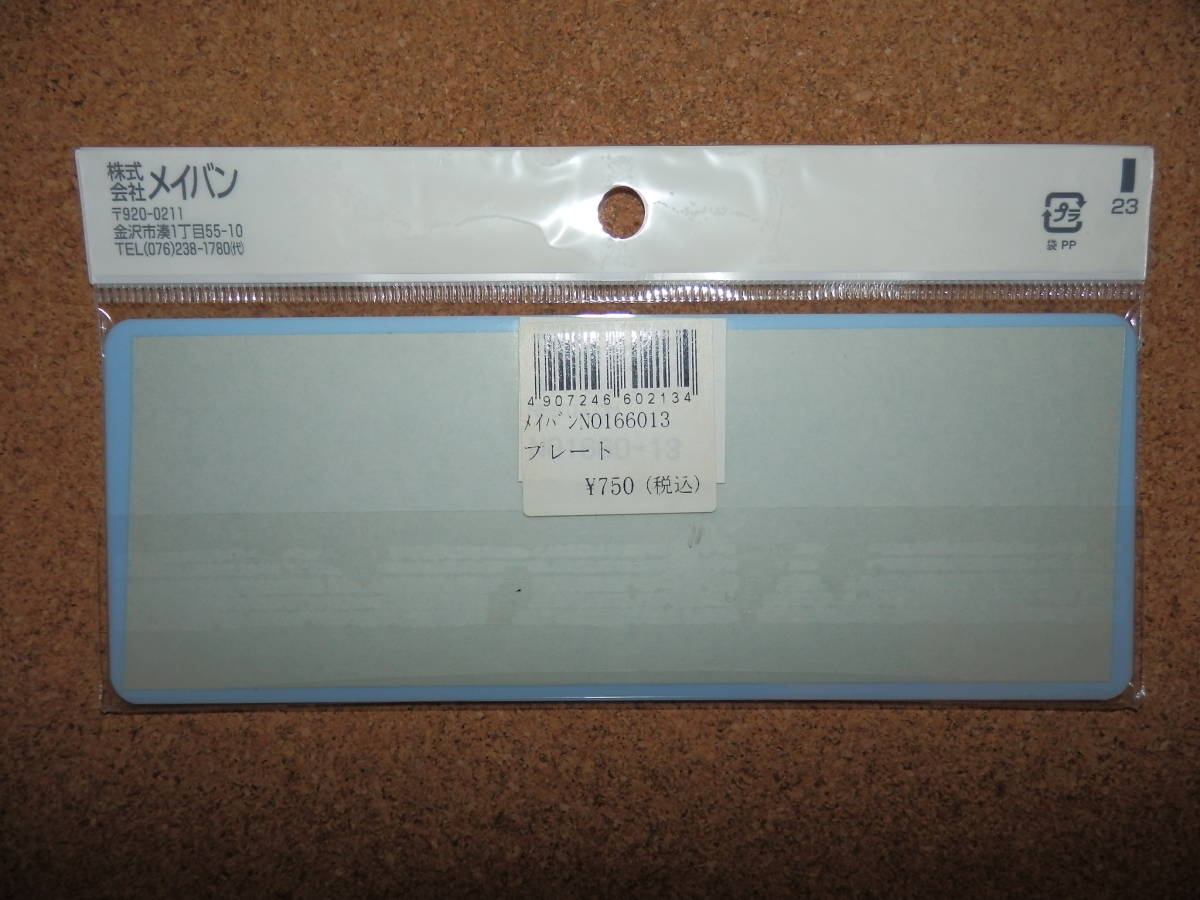 株式会社メイバン
〒920-0211
金沢市湊1丁目55-10
TEL(076)238-1780㈹
プラ
袋 PP
23
4 907246 602134
ﾒｲﾊﾞﾝNO166013
プレート
¥750 (税込)